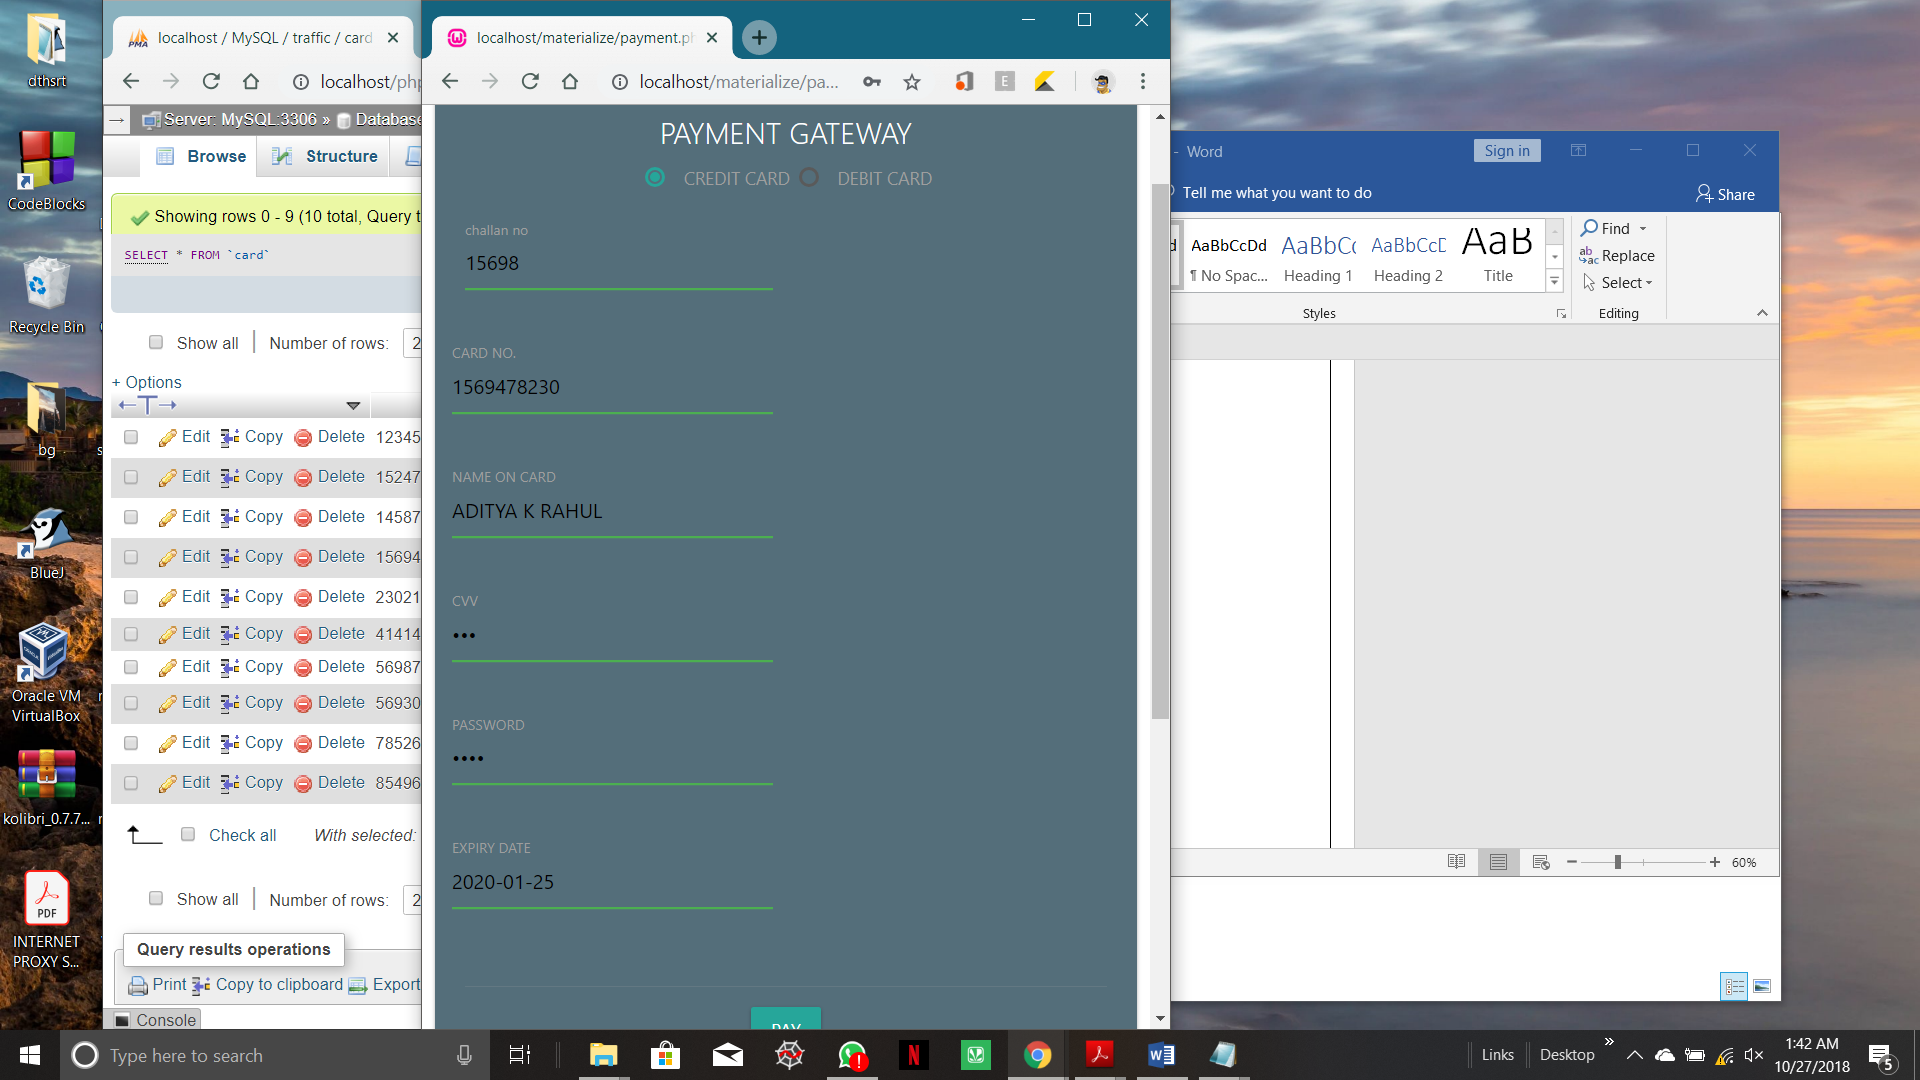 dthsrt
CodeBlocks
Recycle Bin
bg
BlueJ
Oracle VM
VirtualBox
kolibri_0.7.7...
PDF
INTERNET
PROXY S...
PMA
localhost / MySQL / traffic / card
localhost/php
Server: MySQL:3306 » Database
Browse
Structure
Showing rows 0 - 9 (10 total, Query t
SELECT * FROM `card`
Show all
Number of rows:
2
+ Options
Edit Copy Delete 12345
Edit Copy Delete 15247
Edit Copy Delete 14587
Edit Copy Delete 15694
Edit Copy Delete 23021
Edit Copy Delete 41414
Edit Copy Delete 56987
Edit Copy Delete 56930
Edit Copy Delete 78526
Edit Copy Delete 85496
Check all With selected:
Show all
Number of rows:
2
Query results operations
Print Copy to clipboard Export
Console
localhost/materialize/payment.ph
localhost/materialize/pa...
E
PAYMENT GATEWAY
CREDIT CARD DEBIT CARD
challan no
15698
CARD NO.
1569478230
NAME ON CARD
ADITYA K RAHUL
CVV
•••
PASSWORD
••••
EXPIRY DATE
2020-01-25
PAY
- Word
Sign in
Tell me what you want to do
Share
AaBbCcDd
¶ No Spac...
AaBbCc
Heading 1
AaBbCcD
Heading 2
AaB
Title
Styles
Find
Replace
Select
Editing
60%
Type here to search
Links
Desktop
»
1:42 AM
10/27/2018
5